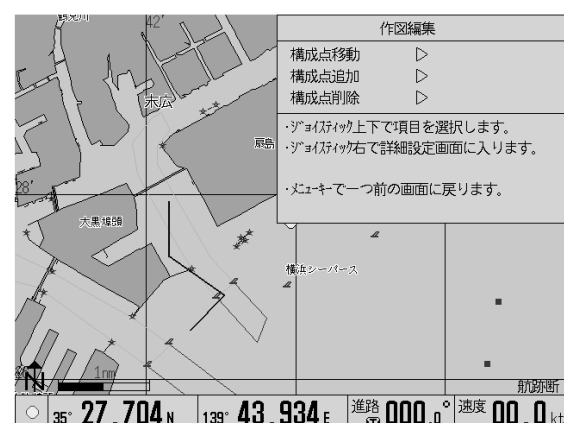 鶴見川
42'
作図編集
構成点移動 ▷
構成点追加 ▷
構成点削除 ▷
末広
・ジョイスティック上下で項目を選択します。
扇島
・ジョイスティック右で詳細設定画面に入ります。
28'
・メニューキーで一つ前の画面に戻ります。
大黒埠頭
横浜シーバース
N
1nm
航跡断
35° 27.704 N 139° 43.934 E 進路 000.0° 速度 00.0 kt